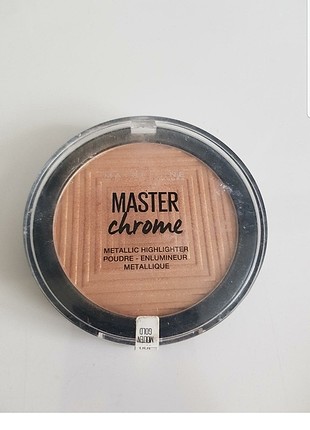 MASTER
chrome
METALLIC HIGHLIGHTER
POUDRE - ENLUMINEUR
METALLIQUE
MOLTEN
GOLD